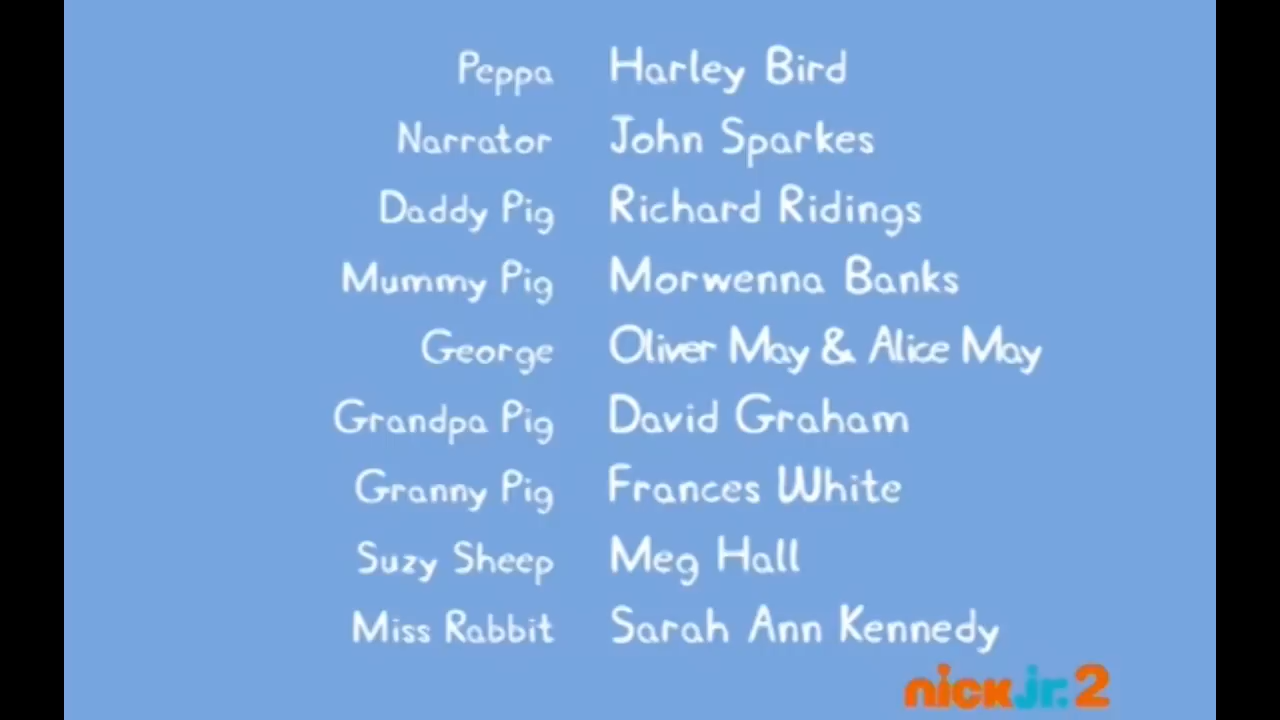 Peppa Harley Bird
Narrator John Sparkes
Daddy Pig Richard Ridings
Mummy Pig Morwenna Banks
George Oliver May & Alice May
Grandpa Pig David Graham
Granny Pig Frances White
Suzy Sheep Meg Hall
Miss Rabbit Sarah Ann Kennedy
nick jr. 2